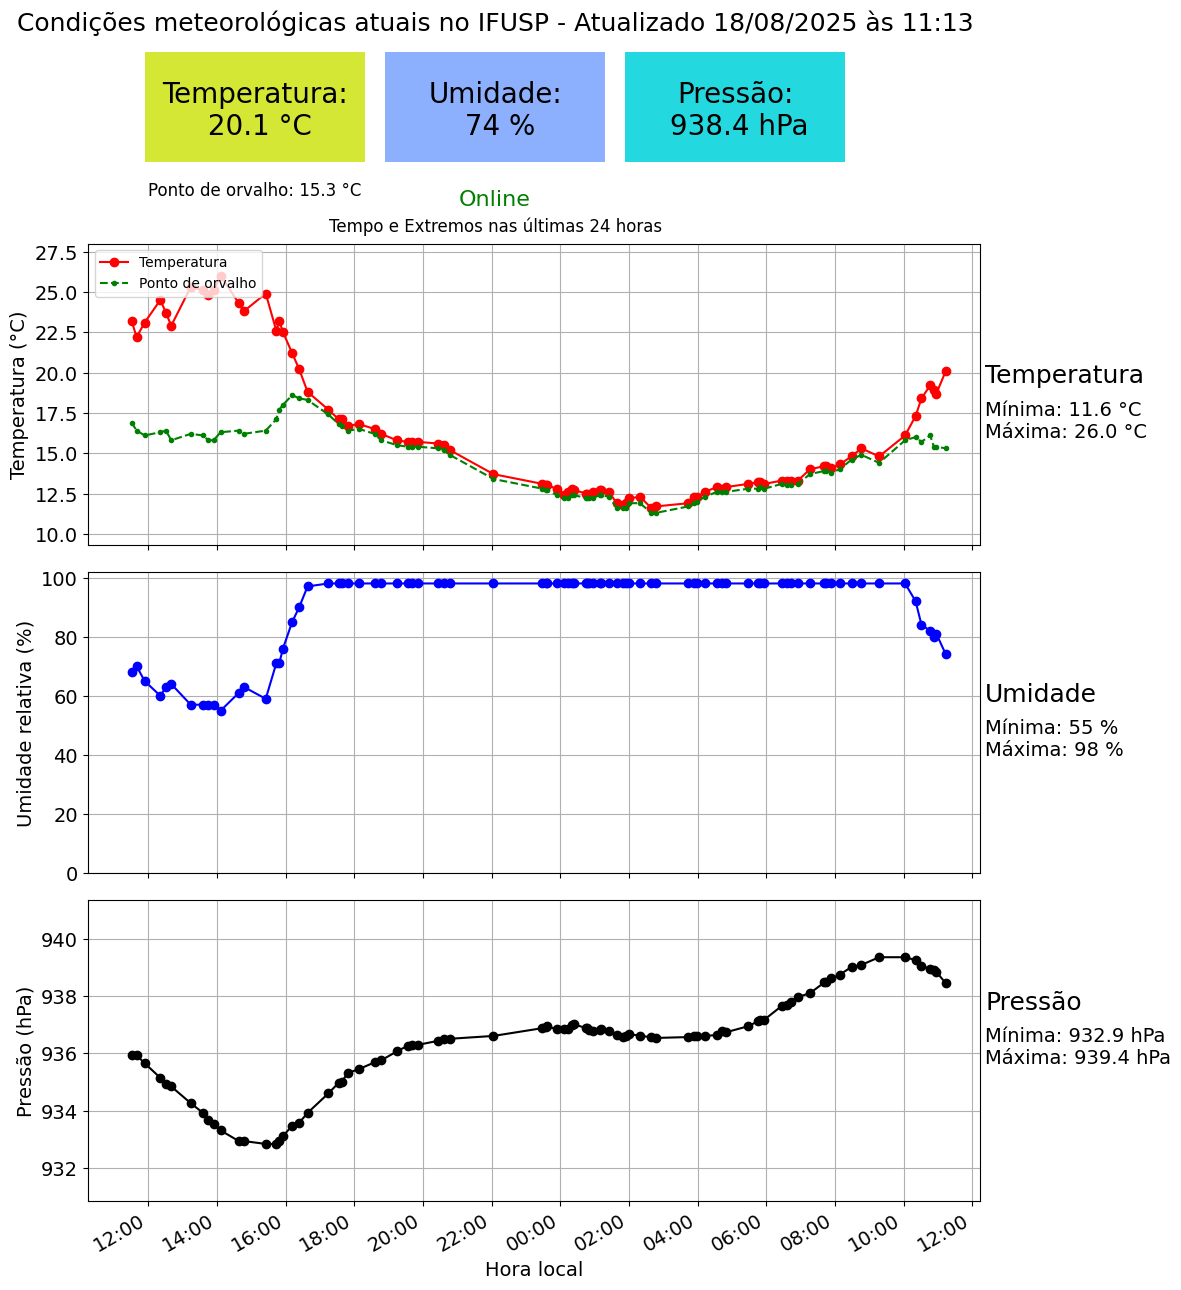 Condições meteorológicas atuais no IFUSP - Atualizado 18/08/2025 às 11:13
Temperatura:
20.1 °C
Umidade:
74 %
Pressão:
938.4 hPa
Ponto de orvalho: 15.3 °C
Online
Tempo e Extremos nas últimas 24 horas
Temperatura (°C)
27.5
25.0
22.5
20.0
17.5
15.0
12.5
10.0
Temperatura
Ponto de orvalho
Temperatura
Mínima: 11.6 °C
Máxima: 26.0 °C
Umidade relativa (%)
100
80
60
40
20
0
Umidade
Mínima: 55 %
Máxima: 98 %
Pressão (hPa)
940
938
936
934
932
Pressão
Mínima: 932.9 hPa
Máxima: 939.4 hPa
12:00 14:00 16:00 18:00 20:00 22:00 00:00 02:00 04:00 06:00 08:00 10:00 12:00
Hora local